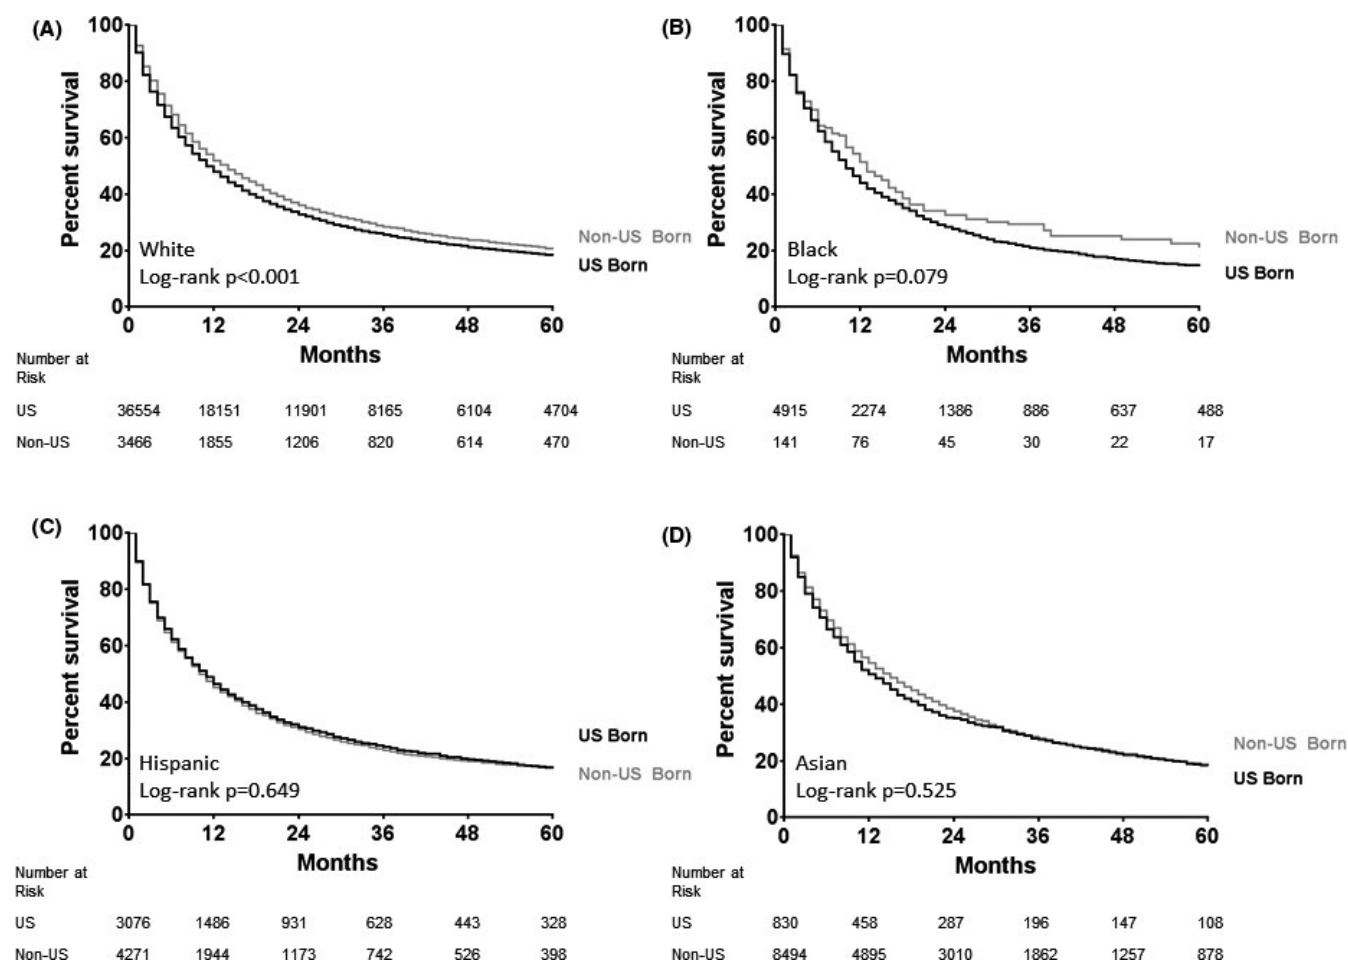 (A)
100
80
60
40
20
0
Percent survival
White
Log-rank p<0.001
Non-US Born
US Born
0 12 24 36 48 60
Months
Number at
Risk
US 36554 18151 11901 8165 6104 4704
Non-US 3466 1855 1206 820 614 470
(B)
100
80
60
40
20
0
Percent survival
Black
Log-rank p=0.079
Non-US Born
US Born
0 12 24 36 48 60
Months
Number at
Risk
US 4915 2274 1386 886 637 488
Non-US 141 76 45 30 22 17
(C)
100
80
60
40
20
0
Percent survival
Hispanic
Log-rank p=0.649
US Born
Non-US Born
0 12 24 36 48 60
Months
Number at
Risk
US 3076 1486 931 628 443 328
Non-US 4271 1944 1173 742 526 398
(D)
100
80
60
40
20
0
Percent survival
Asian
Log-rank p=0.525
Non-US Born
US Born
0 12 24 36 48 60
Months
Number at
Risk
US 830 458 287 196 147 108
Non-US 8494 4895 3010 1862 1257 878